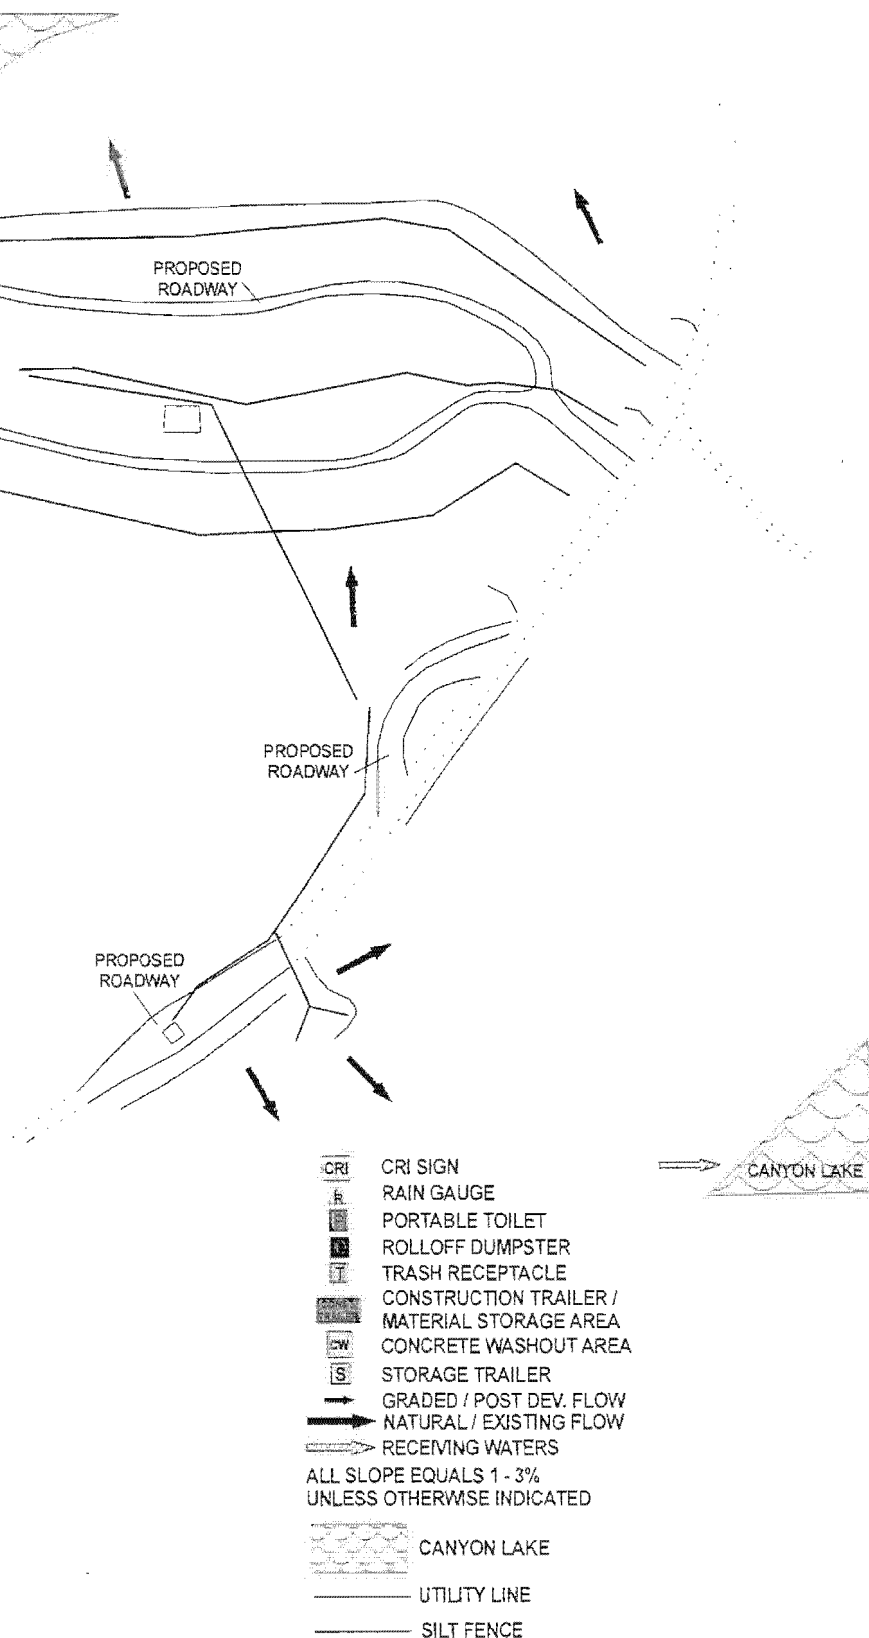 PROPOSED
ROADWAY
PROPOSED
ROADWAY
PROPOSED
ROADWAY
CANYON LAKE
CRI CRI SIGN
R RAIN GAUGE
PORTABLE TOILET
ROLLOFF DUMPSTER
T TRASH RECEPTACLE
CONSTRUCTION TRAILER /
MATERIAL STORAGE AREA
CW CONCRETE WASHOUT AREA
S STORAGE TRAILER
GRADED / POST DEV. FLOW
NATURAL / EXISTING FLOW
RECEIVING WATERS
ALL SLOPE EQUALS 1 - 3%
UNLESS OTHERWISE INDICATED
CANYON LAKE
UTILITY LINE
SILT FENCE